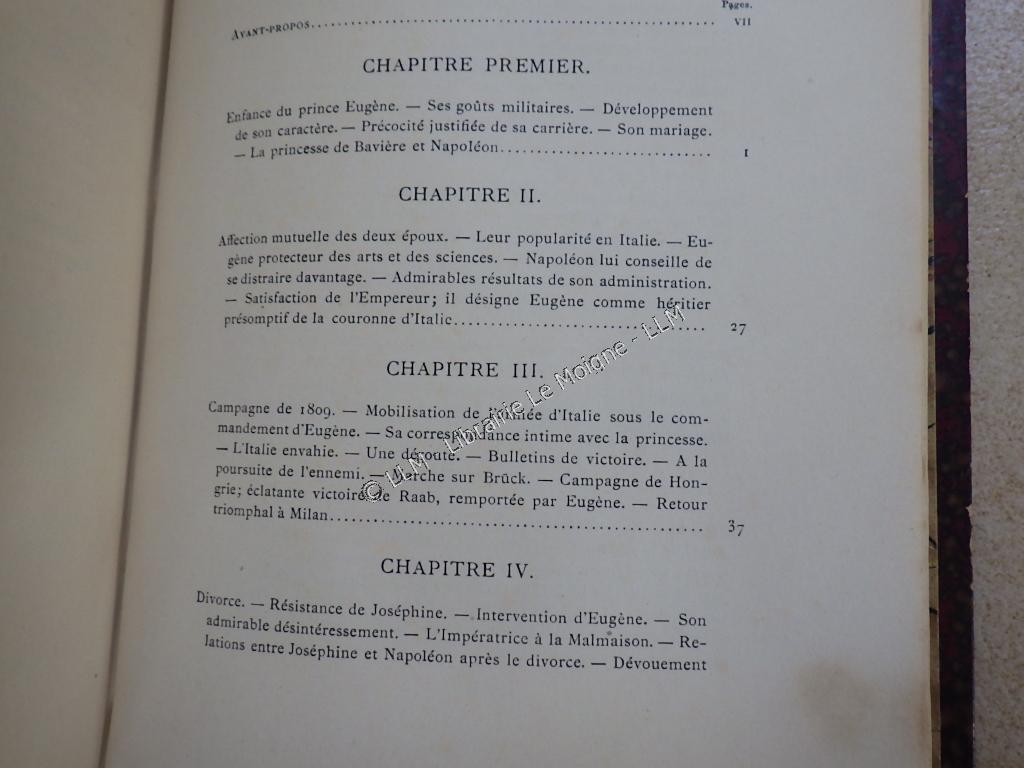 Pages.
AVANT-PROPOS........ VII
CHAPITRE PREMIER.
Enfance du prince Eugène. — Ses goûts militaires. — Développement
de son caractère. — Précocité justifiée de sa carrière. — Son mariage.
— La princesse de Bavière et Napoléon........ 1
CHAPITRE II.
Affection mutuelle des deux époux. — Leur popularité en Italie. — Eu-
gène protecteur des arts et des sciences. — Napoléon lui conseille de
se distraire davantage. — Admirables résultats de son administration.
— Satisfaction de l'Empereur; il désigne Eugène comme héritier
présomptif de la couronne d'Italie........ 27
CHAPITRE III.
Campagne de 1809. — Mobilisation de l'armée d'Italie sous le com-
mandement d'Eugène. — Sa correspondance intime avec la princesse.
— L'Italie envahie. — Une déroute. — Bulletins de victoire. — A la
poursuite de l'ennemi. — Marche sur Brück. — Campagne de Hon-
grie; éclatante victoire de Raab, remportée par Eugène. — Retour
triomphal à Milan........ 37
CHAPITRE IV.
Divorce. — Résistance de Joséphine. — Intervention d'Eugène. — Son
admirable désintéressement. — L'Impératrice à la Malmaison. — Re-
lations entre Joséphine et Napoléon après le divorce. — Dévouement
© LLM - Librairie Le Moigne - LLM